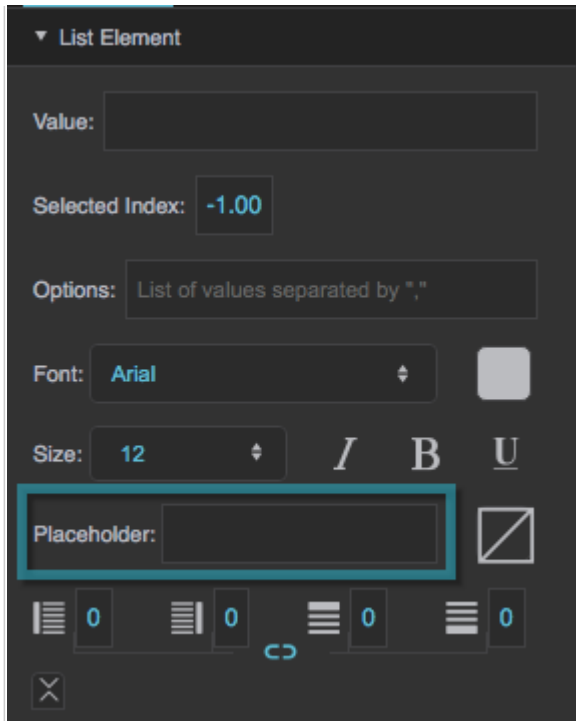 List Element
Value:
Selected Index: -1.00
Options: List of values separated by ","
Font: Arial
Size: 12 I B U
Placeholder:
0 0 0 0